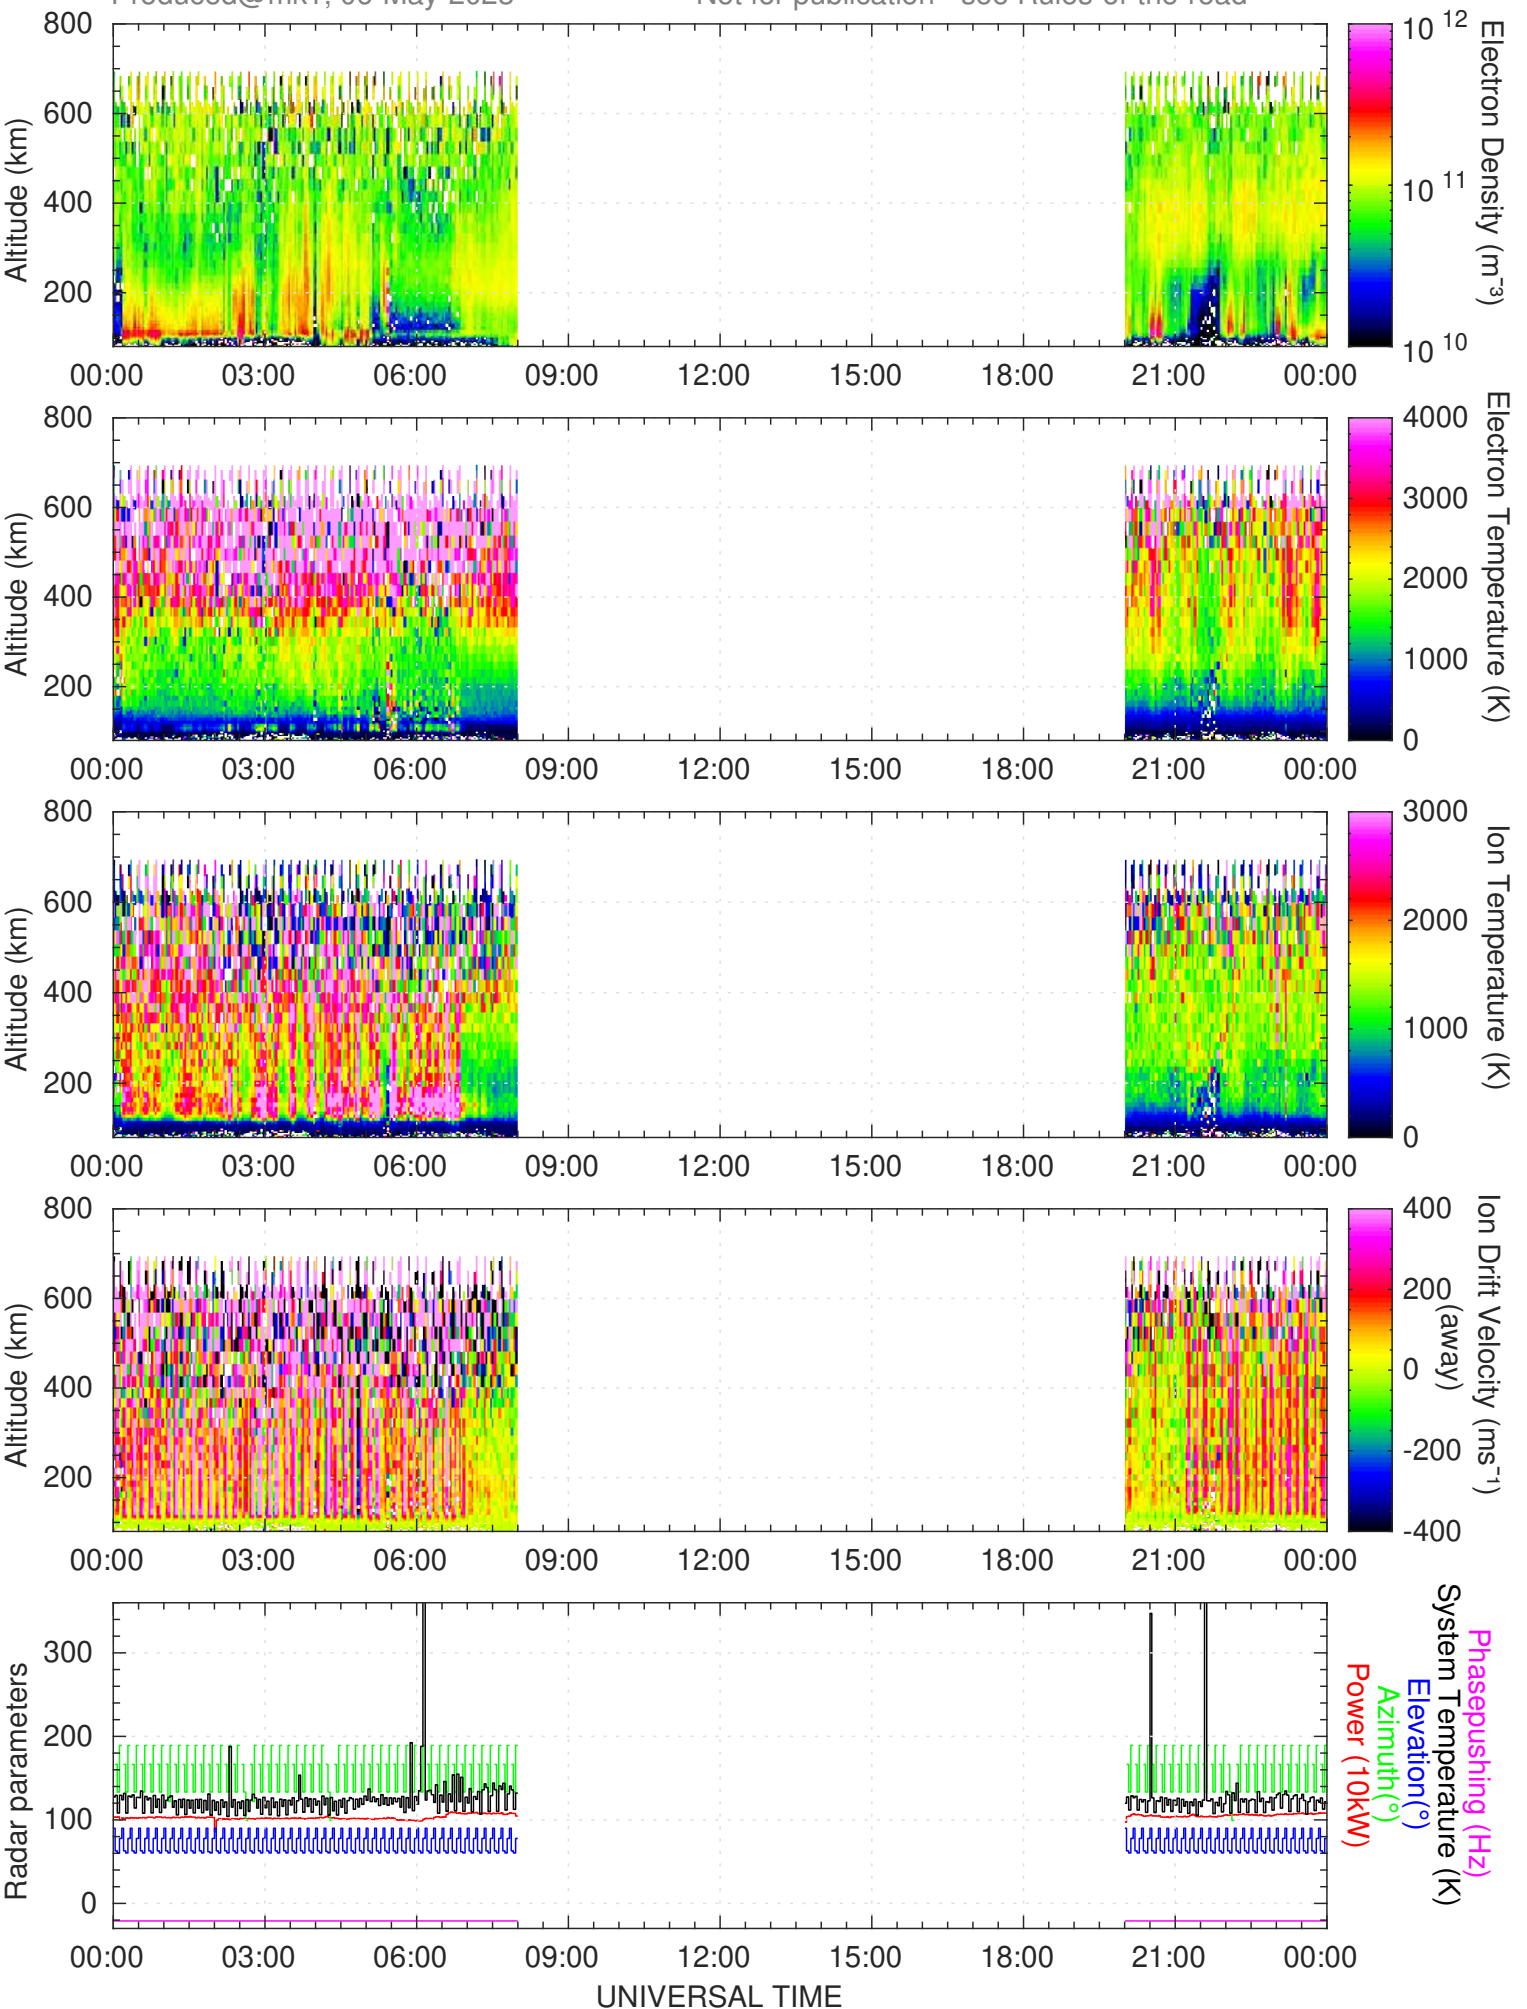 800
600
400
200
Altitude (km)
00:00 03:00 06:00 09:00 12:00 15:00 18:00 21:00 00:00
10 12
10 11
10 10
Electron Density (m-3)
800
600
400
200
Altitude (km)
00:00 03:00 06:00 09:00 12:00 15:00 18:00 21:00 00:00
4000
3000
2000
1000
0
Electron Temperature (K)
800
600
400
200
Altitude (km)
00:00 03:00 06:00 09:00 12:00 15:00 18:00 21:00 00:00
3000
2000
1000
0
Ion Temperature (K)
800
600
400
200
Altitude (km)
00:00 03:00 06:00 09:00 12:00 15:00 18:00 21:00 00:00
400
200
0
-200
-400
Ion Drift Velocity (ms-1)
(away)
300
200
100
0
Radar parameters
00:00 03:00 06:00 09:00 12:00 15:00 18:00 21:00 00:00
UNIVERSAL TIME
Phasepushing (Hz)
System Temperature (K)
Elevation(°)
Azimuth(°)
Power (10kW)